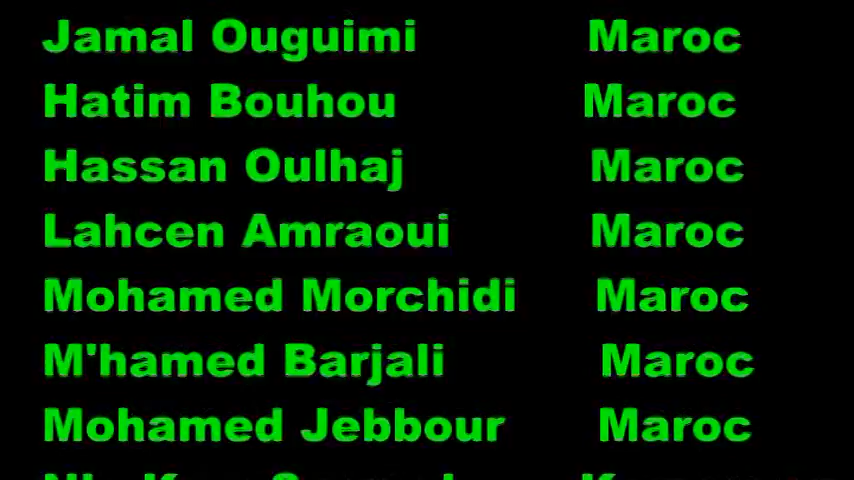 Jamal Ouguimi Maroc
Hatim Bouhou Maroc
Hassan Oulhaj Maroc
Lahcen Amraoui Maroc
Mohamed Morchidi Maroc
M'hamed Barjali Maroc
Mohamed Jebbour Maroc